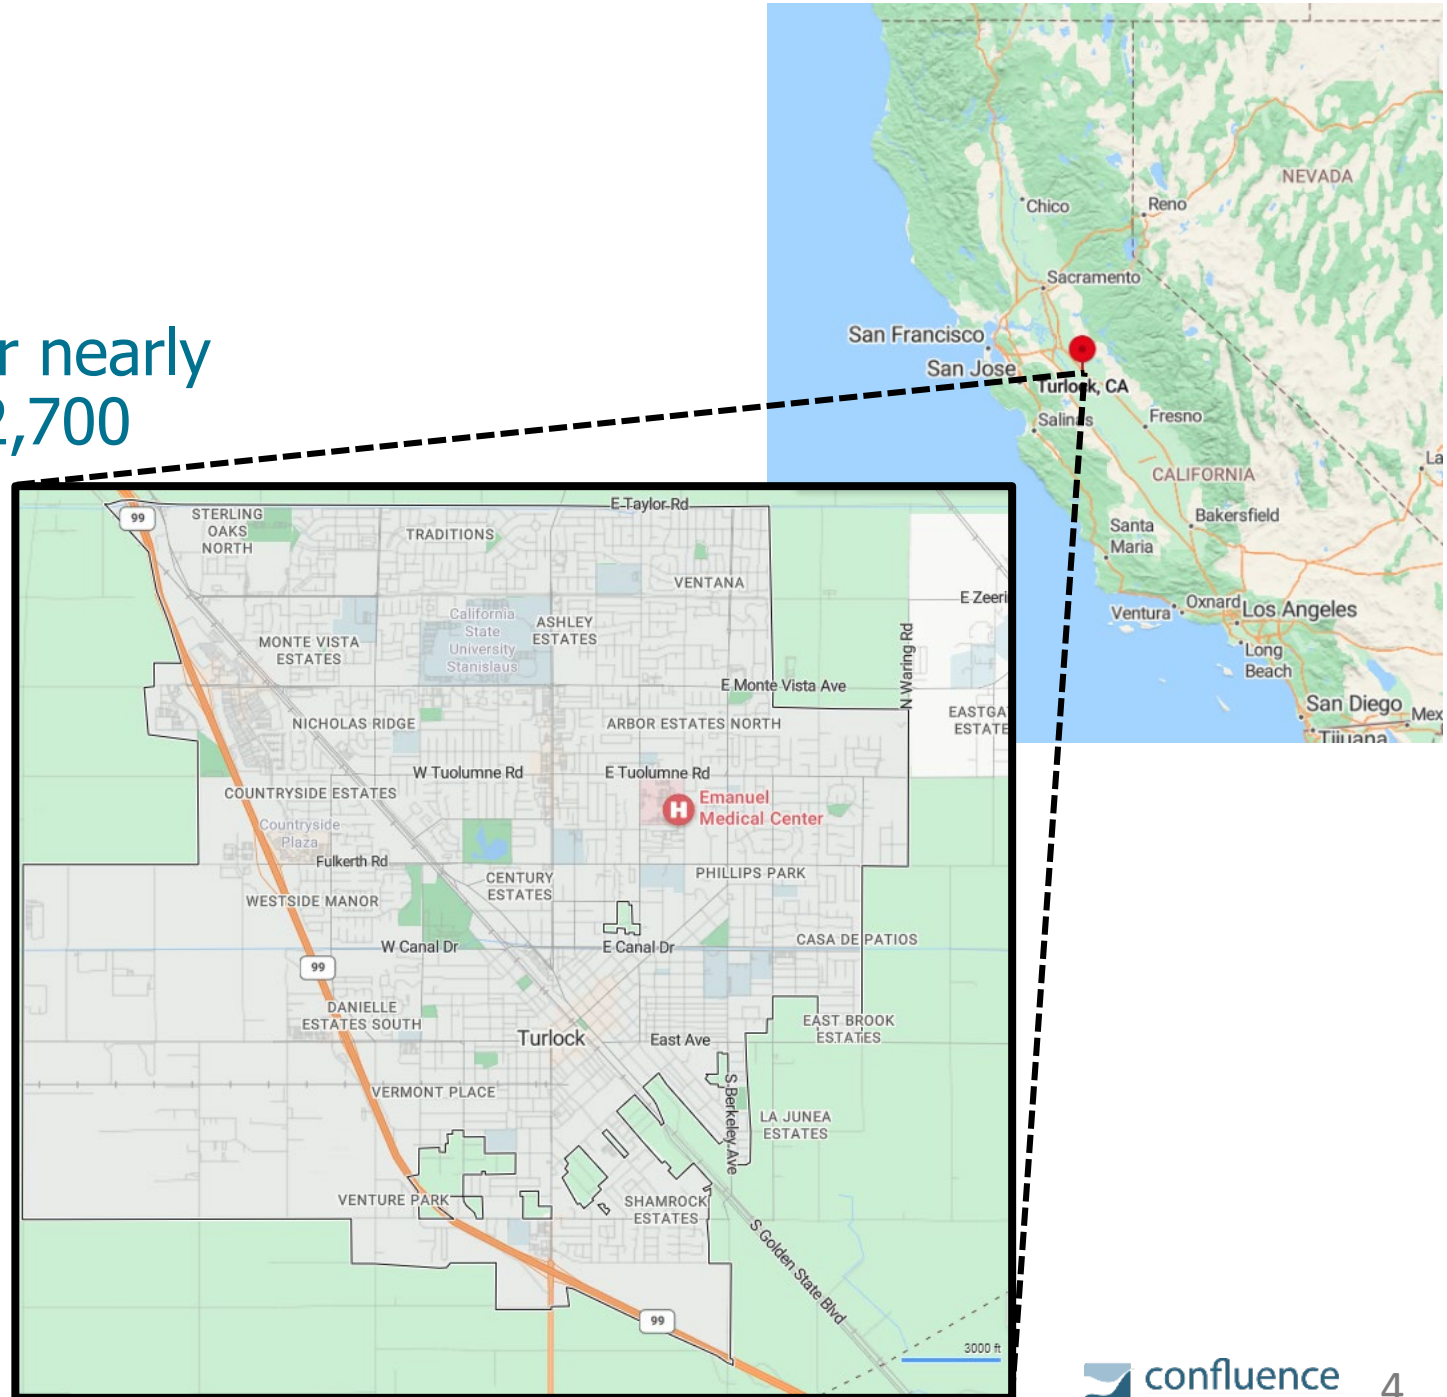 r nearly
2,700
NEVADA
Chico
Reno
Sacramento
San Francisco
San Jose
Turlock, CA
Salinas
Fresno
CALIFORNIA
Santa
Maria
Bakersfield
Ventura
Oxnard
Los Angeles
Long
Beach
San Diego
Tijuana
99
STERLING
OAKS
NORTH
TRADITIONS
E Taylor Rd
VENTANA
California
State
University
Stanislaus
ASHLEY
ESTATES
E Zeeri
MONTE VISTA
ESTATES
E Monte Vista Ave
N Waring Rd
NICHOLAS RIDGE
ARBOR ESTATES NORTH
EASTGA
ESTATE
W Tuolumne Rd
E Tuolumne Rd
COUNTRYSIDE ESTATES
Emanuel
Medical Center
H
Countryside
Plaza
Fulkerth Rd
CENTURY
ESTATES
PHILLIPS PARK
WESTSIDE MANOR
W Canal Dr
E Canal Dr
CASA DE PATIOS
99
DANIELLE
ESTATES SOUTH
Turlock
East Ave
EAST BROOK
ESTATES
VERMONT PLACE
S Berkeley Ave
LA JUNEA
ESTATES
VENTURE PARK
SHAMROCK
ESTATES
S Golden State Blvd
99
3000 ft
confluence
4